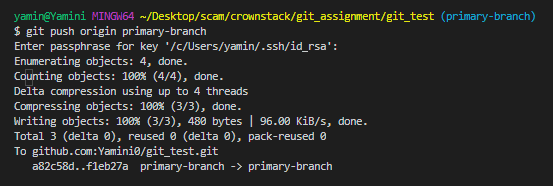 yamin@Yamini MINGW64 ~/Desktop/scam/crownstack/git_assignment/git_test (primary-branch)
$ git push origin primary-branch
Enter passphrase for key '/c/Users/yamin/.ssh/id_rsa':
Enumerating objects: 4, done.
Counting objects: 100% (4/4), done.
Delta compression using up to 4 threads
Compressing objects: 100% (3/3), done.
Writing objects: 100% (3/3), 480 bytes | 96.00 KiB/s, done.
Total 3 (delta 0), reused 0 (delta 0), pack-reused 0
To github.com:Yamini0/git_test.git
   a82c58d..f1eb27a  primary-branch -> primary-branch